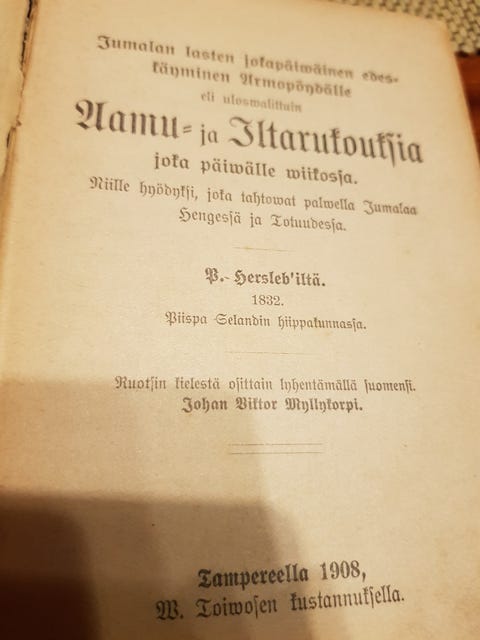 Jumalan lasten jokapäiwäinen edes-
käyminen Armopöydälle
eli uloswalittuin
Aamu- ja Iltarukouksia
joka päiwälle wiikossa.
Niille hyödyksi, joka tahtowat palwella Jumalaa
Hengessä ja Totuudessa.
P. Hersleb'iltä.
1832.
Piispa Selandin hiippakunnassa.
Ruotsin kielestä osittain lyhentämällä suomensi.
Johan Viktor Myllykorpi.
Tampereella 1908,
W. Toiwosen kustannuksella.